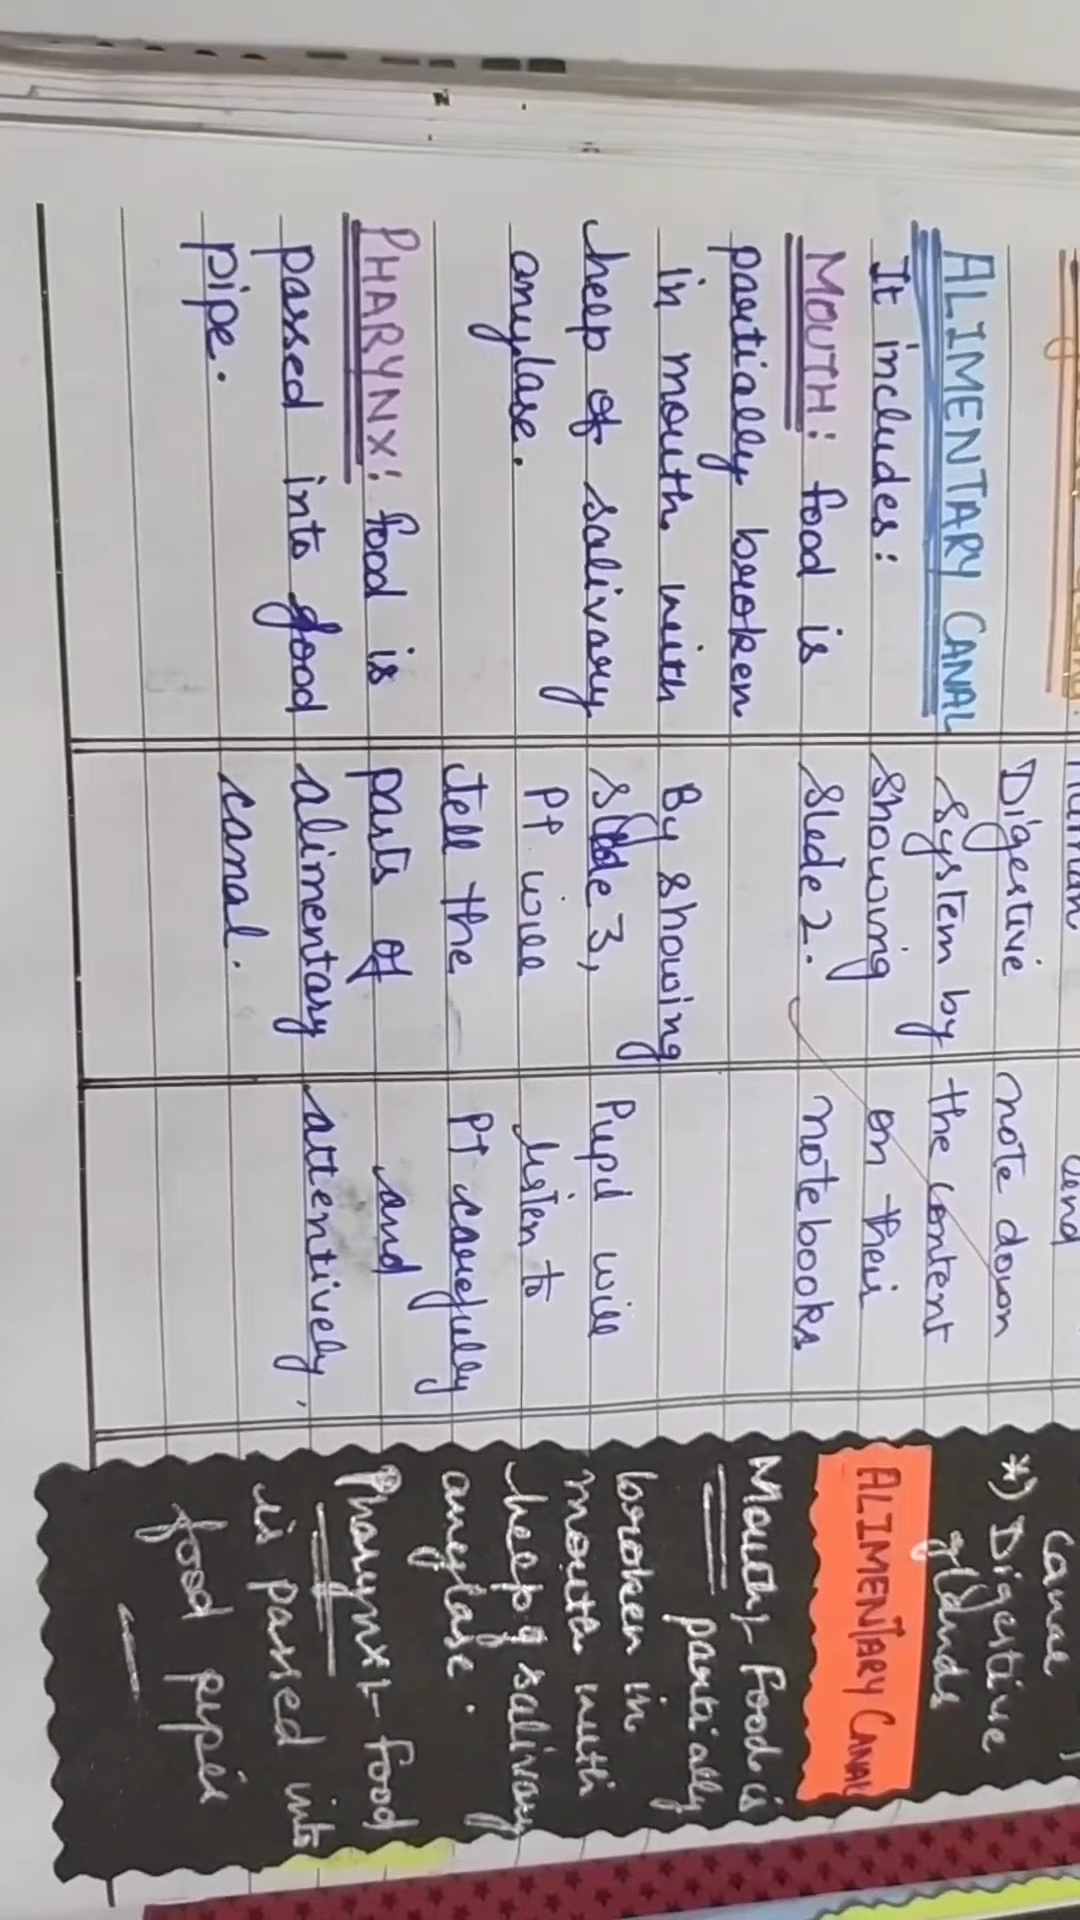 ALIMENTARY CANAL
It includes:
MOUTH: food is
partially broken
in mouth with
help of salivary
amylase.
PHARYNX: food is
passed into food
pipe.
Digestive
system by
showing
slide 2.
By showing
slide 3,
PT will
tell the
parts of
alimentary
canal.
note down
the content
on their
notebooks
Pupil will
listen to
PT carefully
and
attentively.
canal
*) Digestive
glands
ALIMENTARY CANAL
Mouth:- Food is
partially
broken in
mouth with
help of salivary
amylase.
Pharynx:- food
is passed into
food pipe